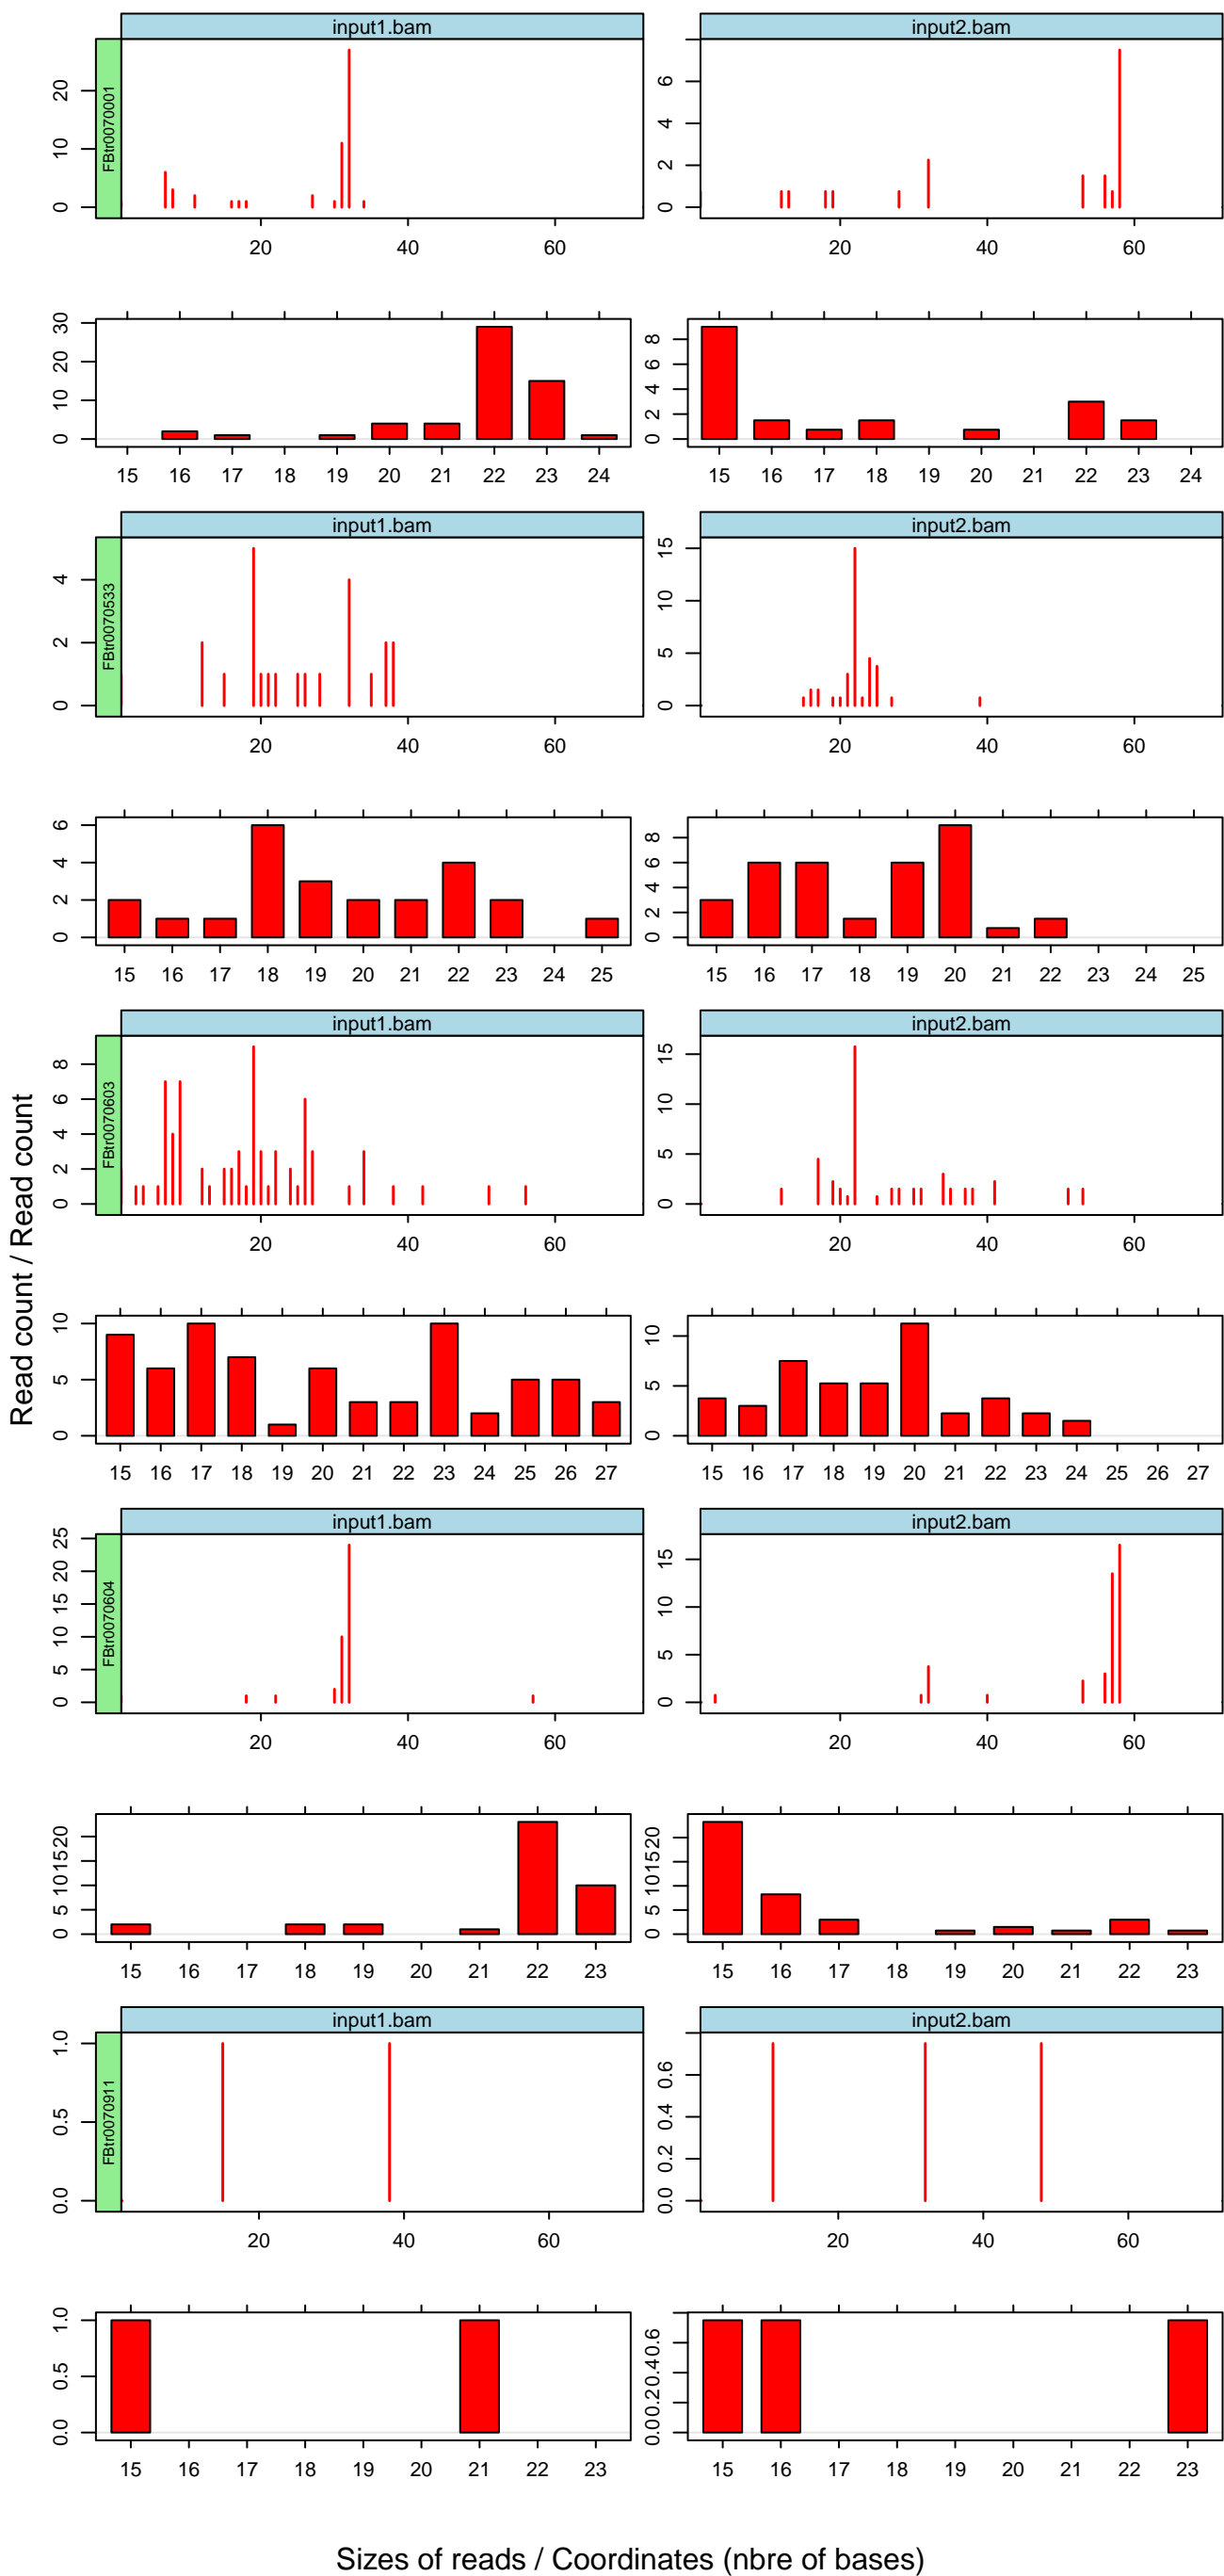 input1.bam input2.bam
FBtr0070001
0 10 20
0 2 4 6
20 40 60 20 40 60
0 10 20 30
0 2 4 6 8
15 16 17 18 19 20 21 22 23 24 15 16 17 18 19 20 21 22 23 24
input1.bam input2.bam
FBtr0070533
0 2 4
0 5 10 15
20 40 60 20 40 60
0 2 4 6
0 2 4 6 8
15 16 17 18 19 20 21 22 23 24 25 15 16 17 18 19 20 21 22 23 24 25
input1.bam input2.bam
FBtr0070603
0 2 4 6 8
0 5 10 15
20 40 60 20 40 60
Read count / Read count
0 5 10
0 5 10
15 16 17 18 19 20 21 22 23 24 25 26 27 15 16 17 18 19 20 21 22 23 24 25 26 27
input1.bam input2.bam
FBtr0070604
0 5 10 15 20 25
0 5 10 15
20 40 60 20 40 60
0 5 10 15 20
0 5 10 15 20
15 16 17 18 19 20 21 22 23 15 16 17 18 19 20 21 22 23
input1.bam input2.bam
FBtr0070911
0.0 0.5 1.0
0.0 0.2 0.4 0.6
20 40 60 20 40 60
0.0 0.5 1.0
0.0 0.2 0.4 0.6
15 16 17 18 19 20 21 22 23 15 16 17 18 19 20 21 22 23
Sizes of reads / Coordinates (nbre of bases)